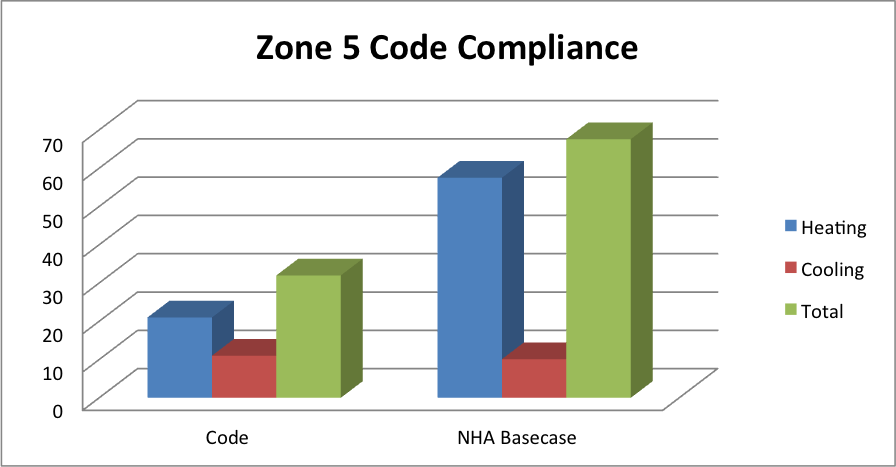 Zone 5 Code Compliance
70
60
50
40
30
20
10
0
Code
NHA Basecase
Heating
Cooling
Total